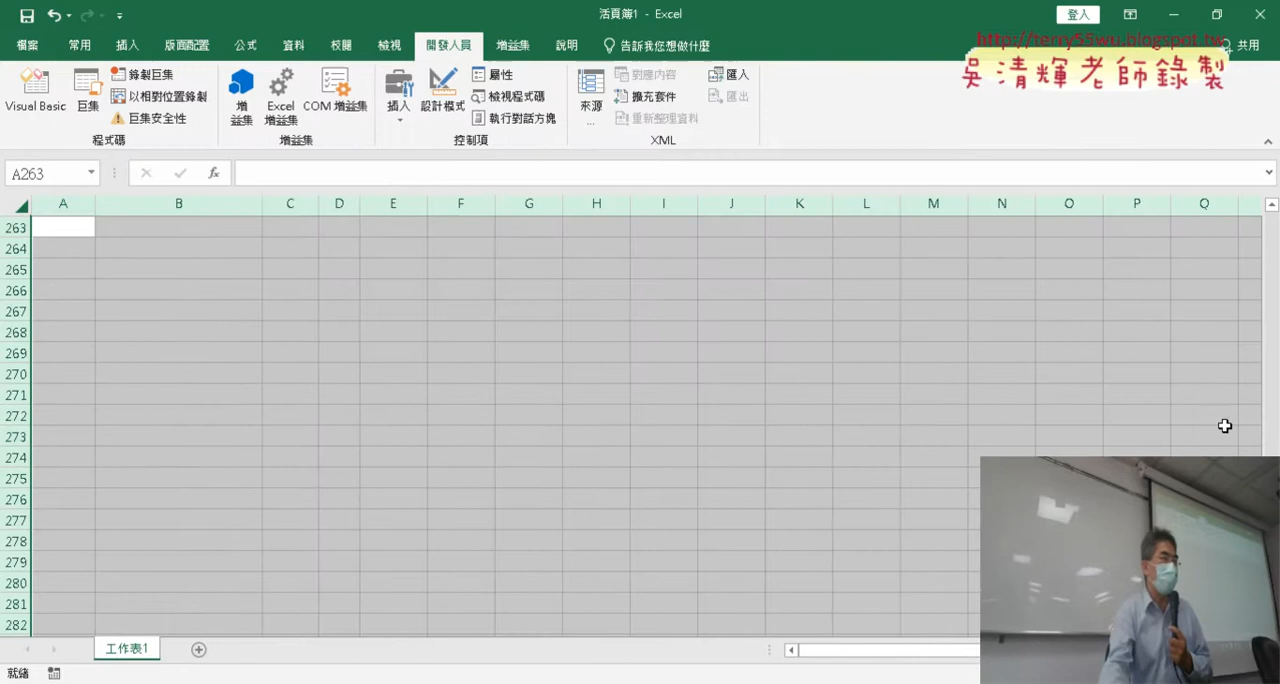 活頁簿1 - Excel
登入
檔案 常用 插入 版面配置 公式 資料 校閱 檢視 開發人員 增益集 說明 告訴我您想做什麼 共用
http://terry55wu.blogspot.tw
吳清輝老師錄製
Visual Basic 巨集 錄製巨集 以相對位置錄製 巨集安全性
程式碼
增益集 Excel 增益集 COM 增益集
增益集
插入 設計模式 屬性 檢視程式碼 執行對話方塊
控制項
來源... 對應內容 擴充套件 重新整理資料 匯入 匯出
XML
A263 fx
A B C D E F G H I J K L M N O P Q
263
264
265
266
267
268
269
270
271
272
273
274
275
276
277
278
279
280
281
282
工作表1
就緒